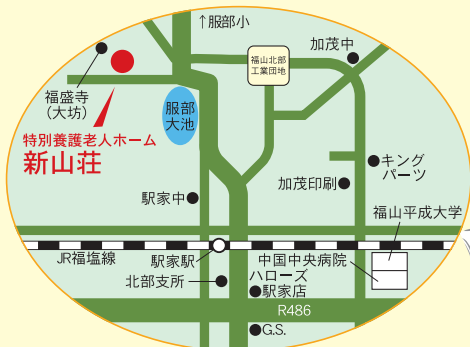 ↑服部小
加茂中
福山北部
工業団地
福盛寺
(大坊)
服部
大池
特別養護老人ホーム
新山荘
キング
パーツ
加茂印刷
駅家中
福山平成大学
JR福塩線
駅家駅
中国中央病院
北部支所
ハローズ
駅家店
R486
G.S.